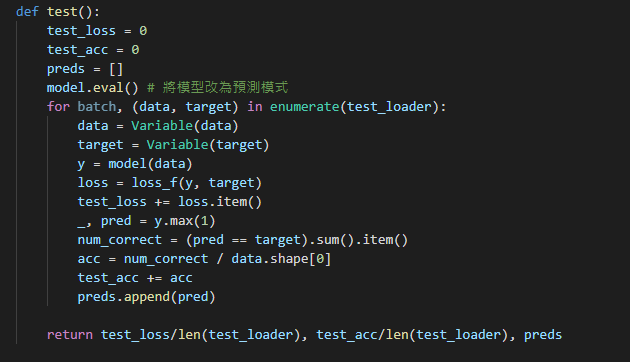 def test():
    test_loss = 0
    test_acc = 0
    preds = []
    model.eval() # 將模型改為預測模式
    for batch, (data, target) in enumerate(test_loader):
        data = Variable(data)
        target = Variable(target)
        y = model(data)
        loss = loss_f(y, target)
        test_loss += loss.item()
        _, pred = y.max(1)
        num_correct = (pred == target).sum().item()
        acc = num_correct / data.shape[0]
        test_acc += acc
        preds.append(pred)
    return test_loss/len(test_loader), test_acc/len(test_loader), preds